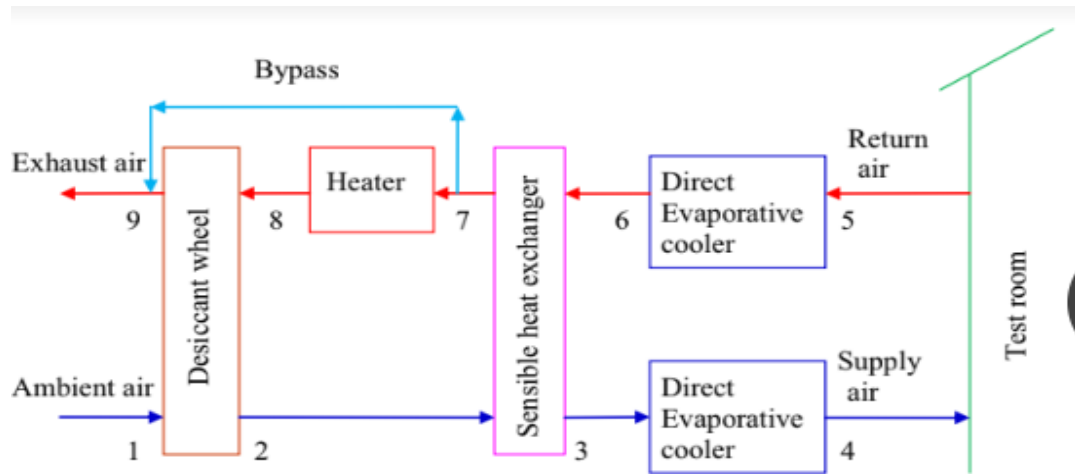 Bypass
Exhaust air
Heater
Direct
Evaporative
cooler
Return
air
9
8
7
6
5
Desiccant wheel
Sensible heat exchanger
Test room
Ambient air
Direct
Evaporative
cooler
Supply
air
1
2
3
4